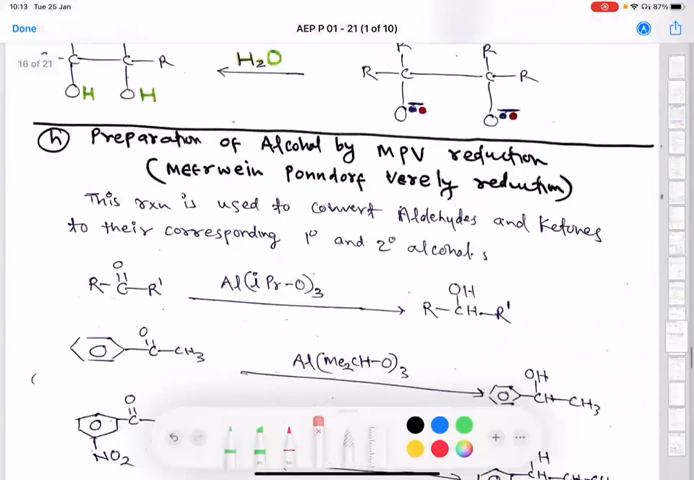 10:13 Tue 25 Jan
87%
Done
AEP P 01 - 21 (1 of 10)
16 of 21
C C R
OH OH
H₂O
R R
R C C R
O O
(h) Preparation of Alcohol by MPV reduction
(Meerwein Ponndorf Verely reduction)
This rxn is used to convert Aldehydes and Ketones
to their corresponding 1° and 2° alcohols
O
R-C-R' Al(iPr-O)₃ OH
R-CH-R'
O
C-CH₃ Al(Me₂CH-O)₃ OH
CH-CH₃
O
C
NO₂
H